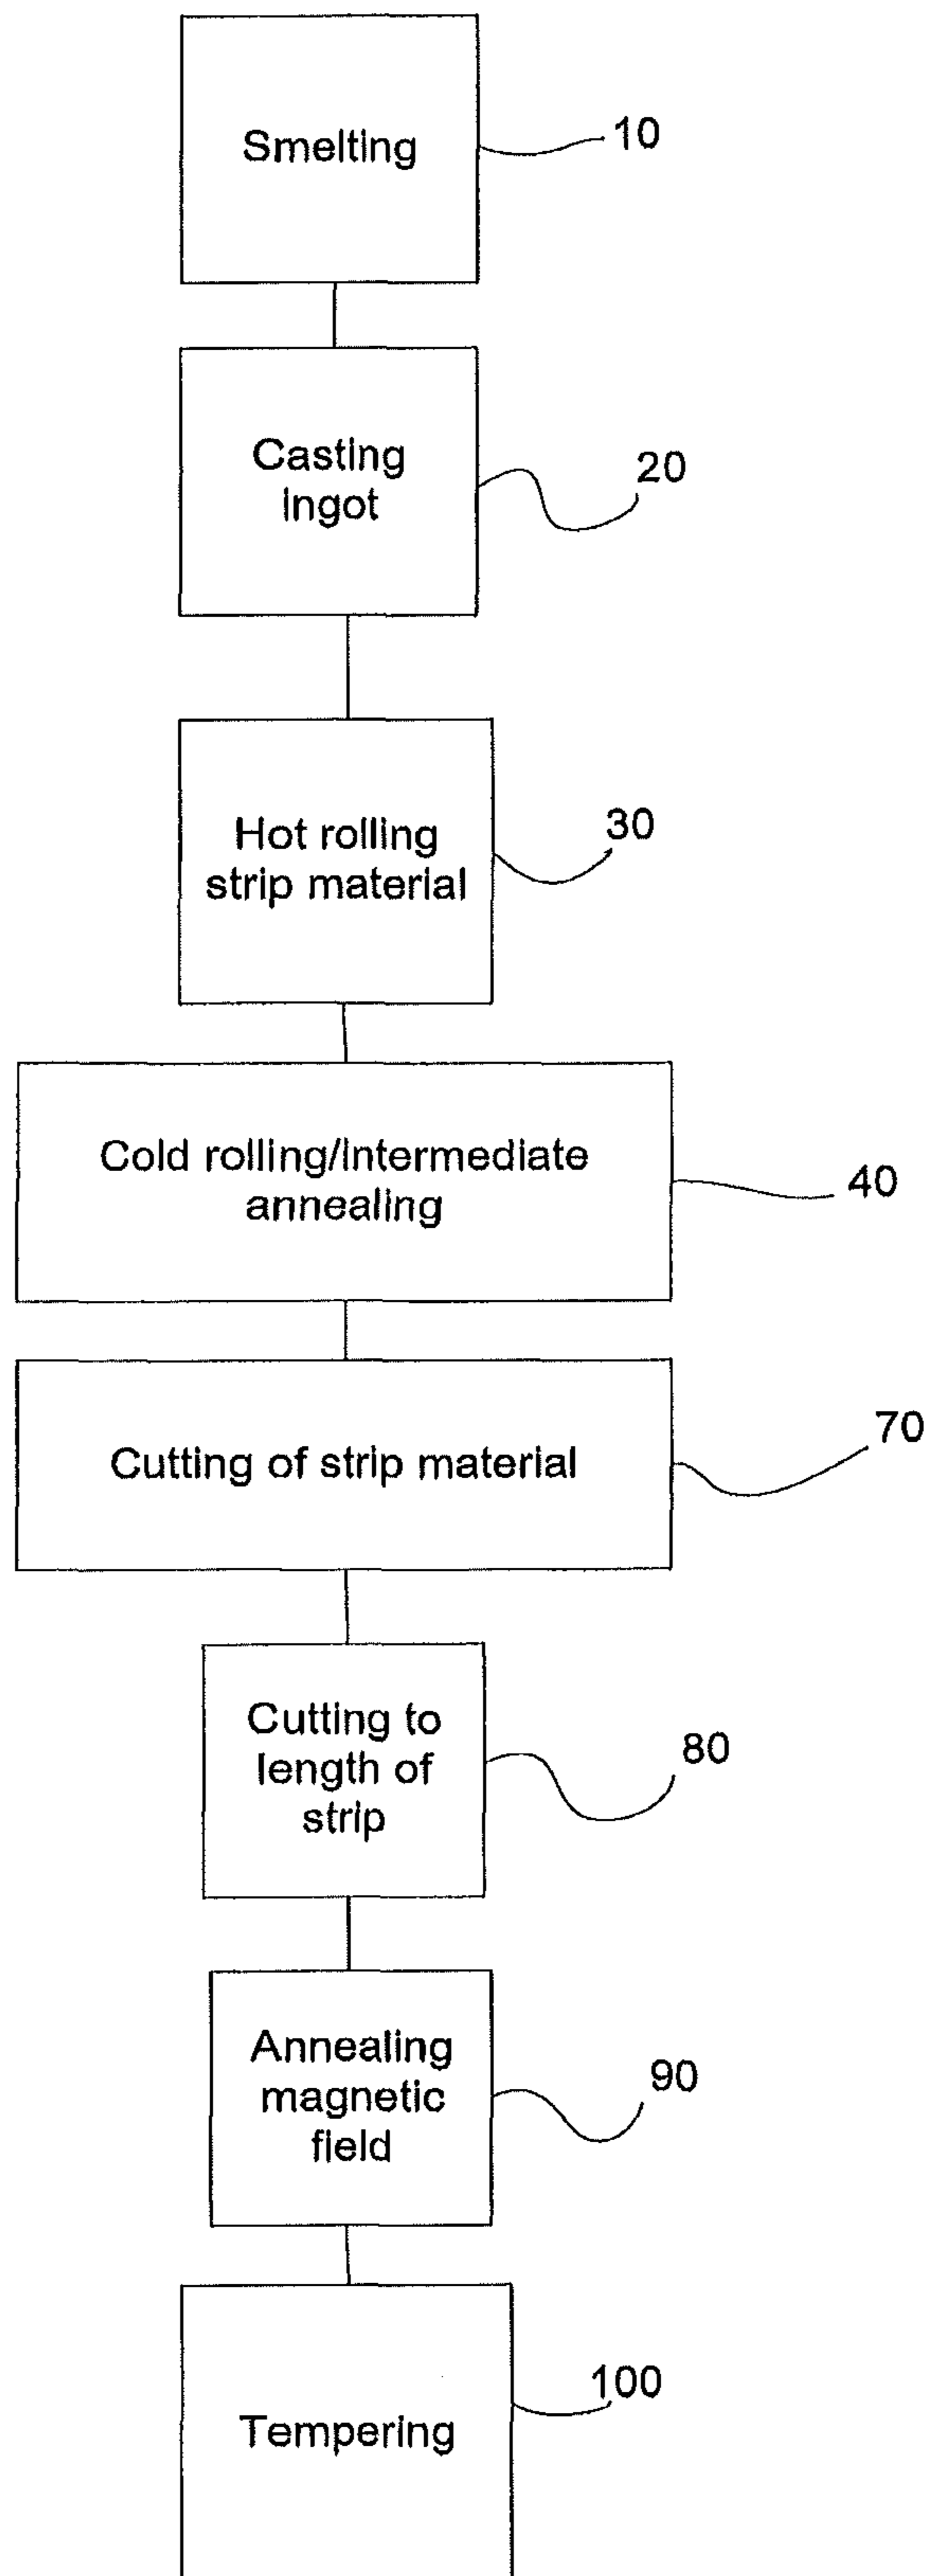 Smelting
10
Casting
ingot
20
Hot rolling
strip material
30
Cold rolling/intermediate
annealing
40
Cutting of strip material
70
Cutting to
length of
strip
80
Annealing
magnetic
field
90
Tempering
100